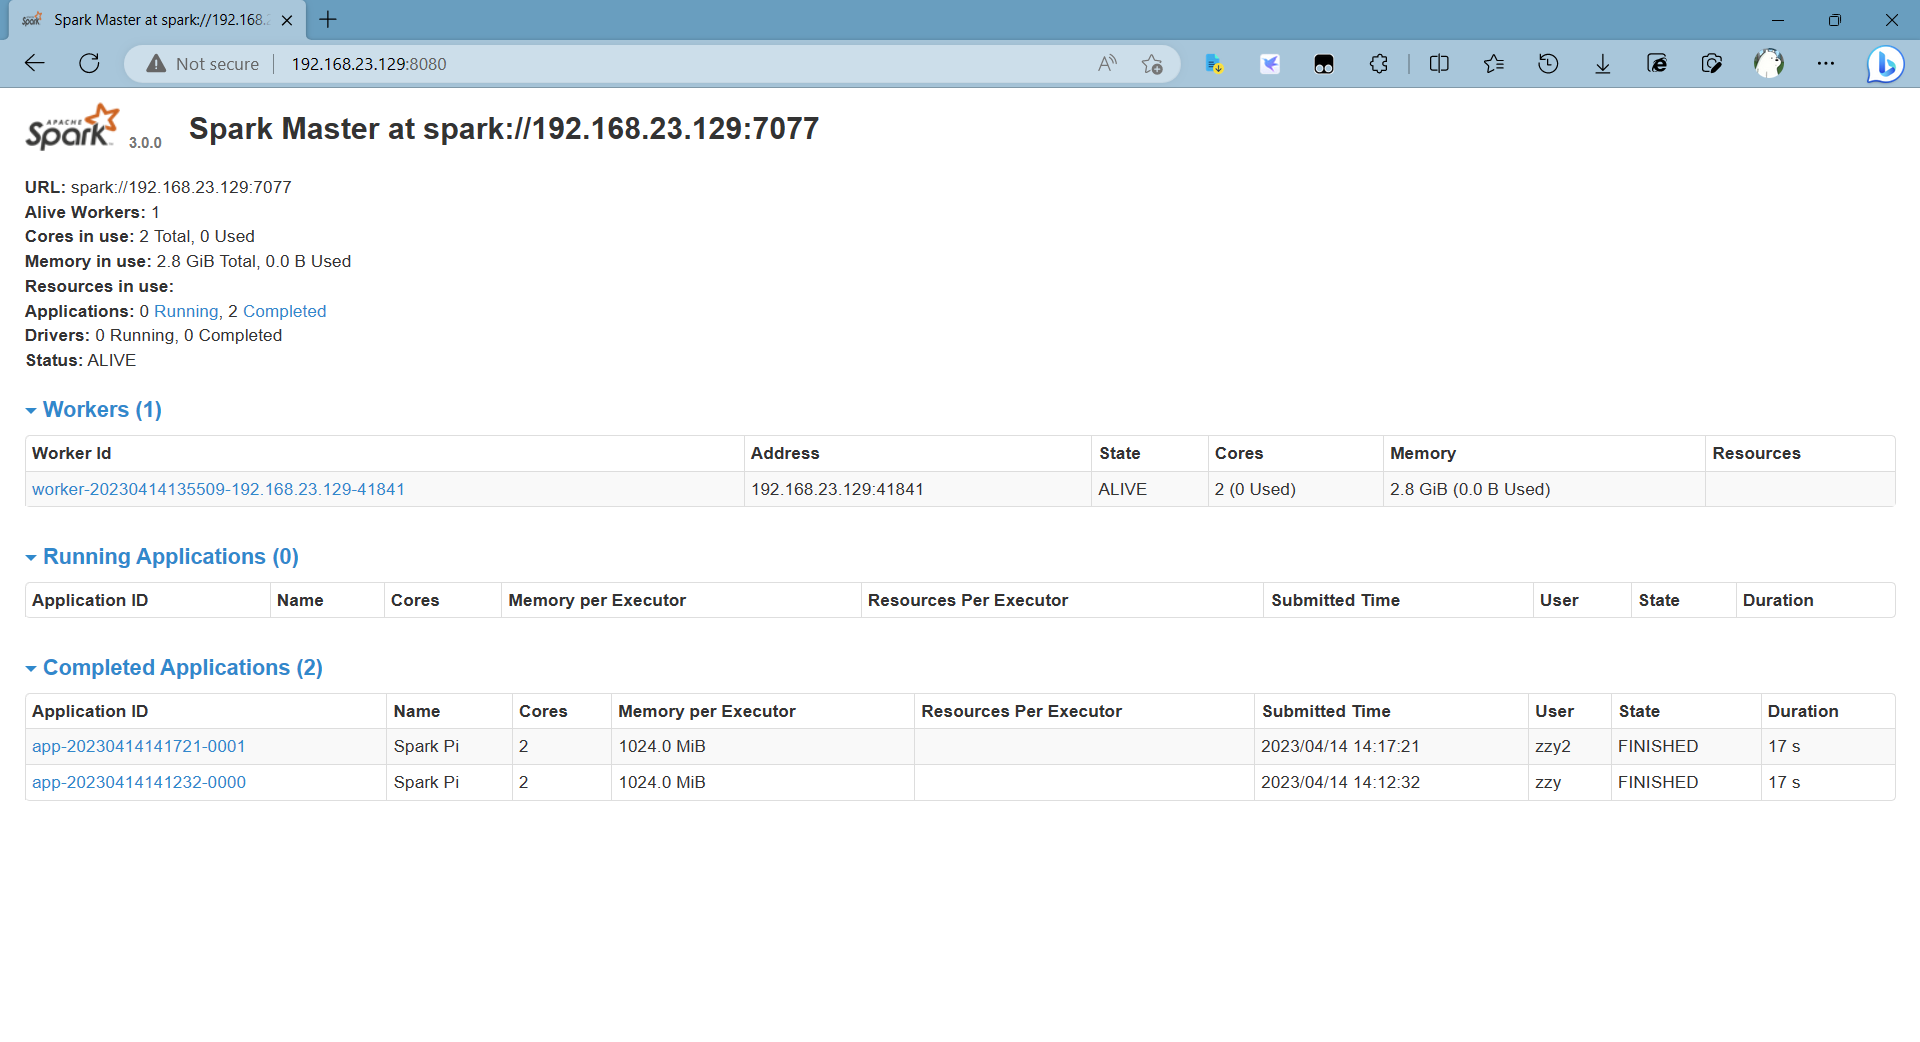 Spark Master at spark://192.168.
Not secure 192.168.23.129:8080
APACHE Spark 3.0.0 Spark Master at spark://192.168.23.129:7077
URL: spark://192.168.23.129:7077
Alive Workers: 1
Cores in use: 2 Total, 0 Used
Memory in use: 2.8 GiB Total, 0.0 B Used
Resources in use:
Applications: 0 Running, 2 Completed
Drivers: 0 Running, 0 Completed
Status: ALIVE
Workers (1)
Worker Id Address State Cores Memory Resources
worker-20230414135509-192.168.23.129-41841 192.168.23.129:41841 ALIVE 2 (0 Used) 2.8 GiB (0.0 B Used)
Running Applications (0)
Application ID Name Cores Memory per Executor Resources Per Executor Submitted Time User State Duration
Completed Applications (2)
Application ID Name Cores Memory per Executor Resources Per Executor Submitted Time User State Duration
app-20230414141721-0001 Spark Pi 2 1024.0 MiB 2023/04/14 14:17:21 zzy2 FINISHED 17 s
app-20230414141232-0000 Spark Pi 2 1024.0 MiB 2023/04/14 14:12:32 zzy FINISHED 17 s